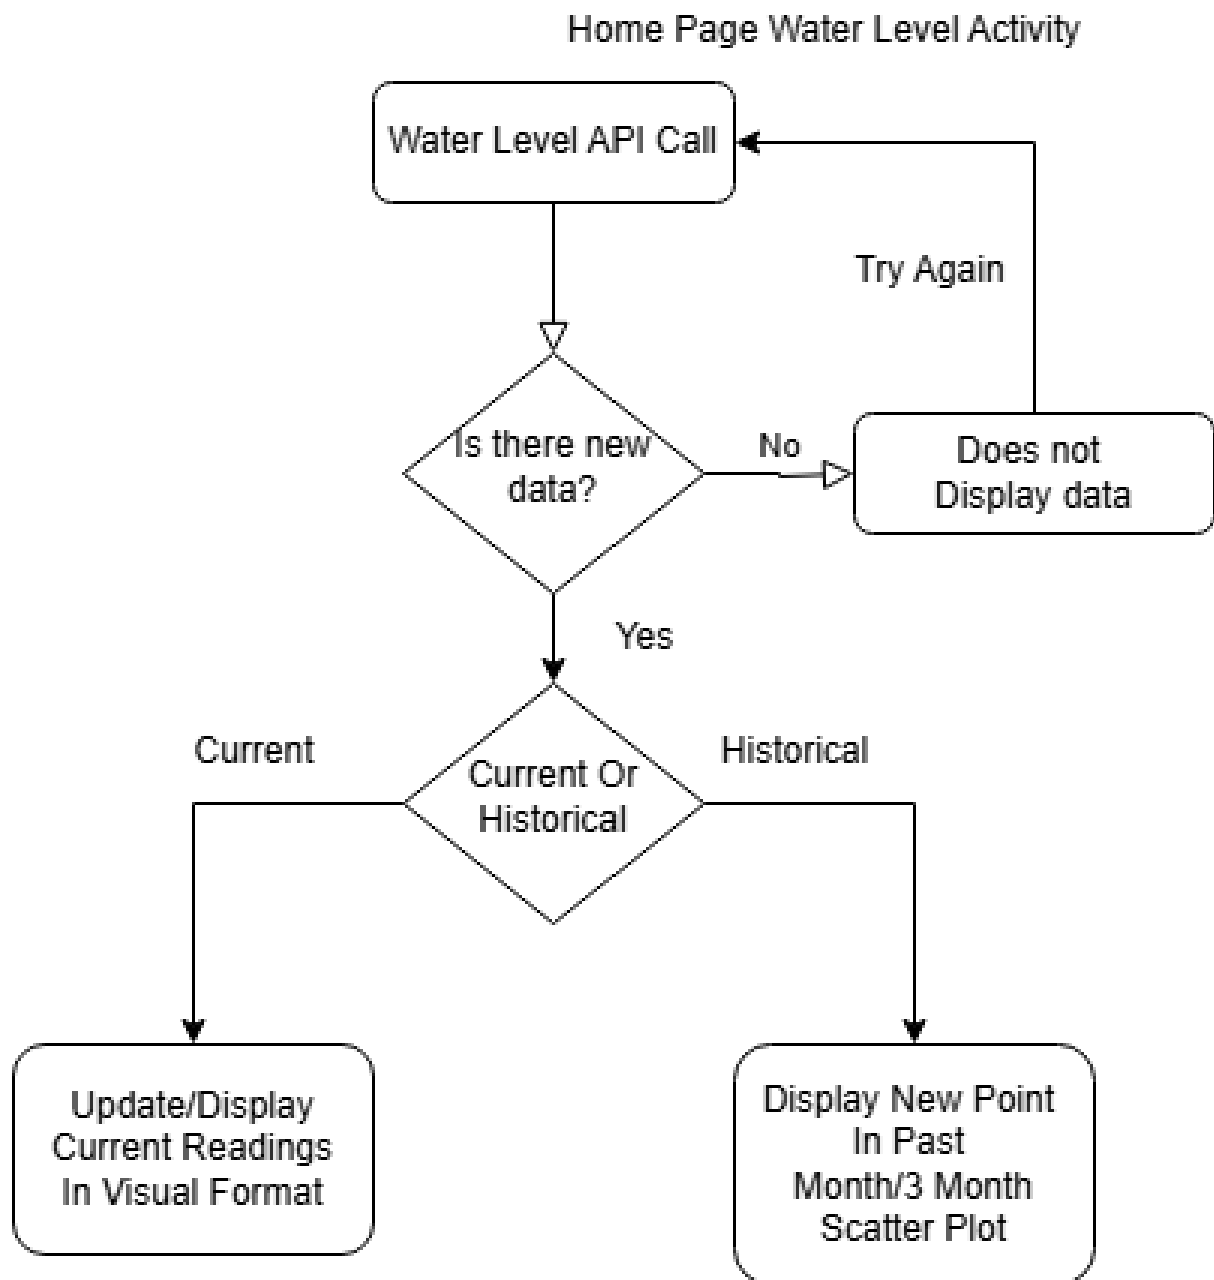 Home Page Water Level Activity
Water Level API Call
Try Again
Is there new
data?
No
Does not
Display data
Yes
Current
Historical
Current Or
Historical
Update/Display
Current Readings
In Visual Format
Display New Point
In Past
Month/3 Month
Scatter Plot